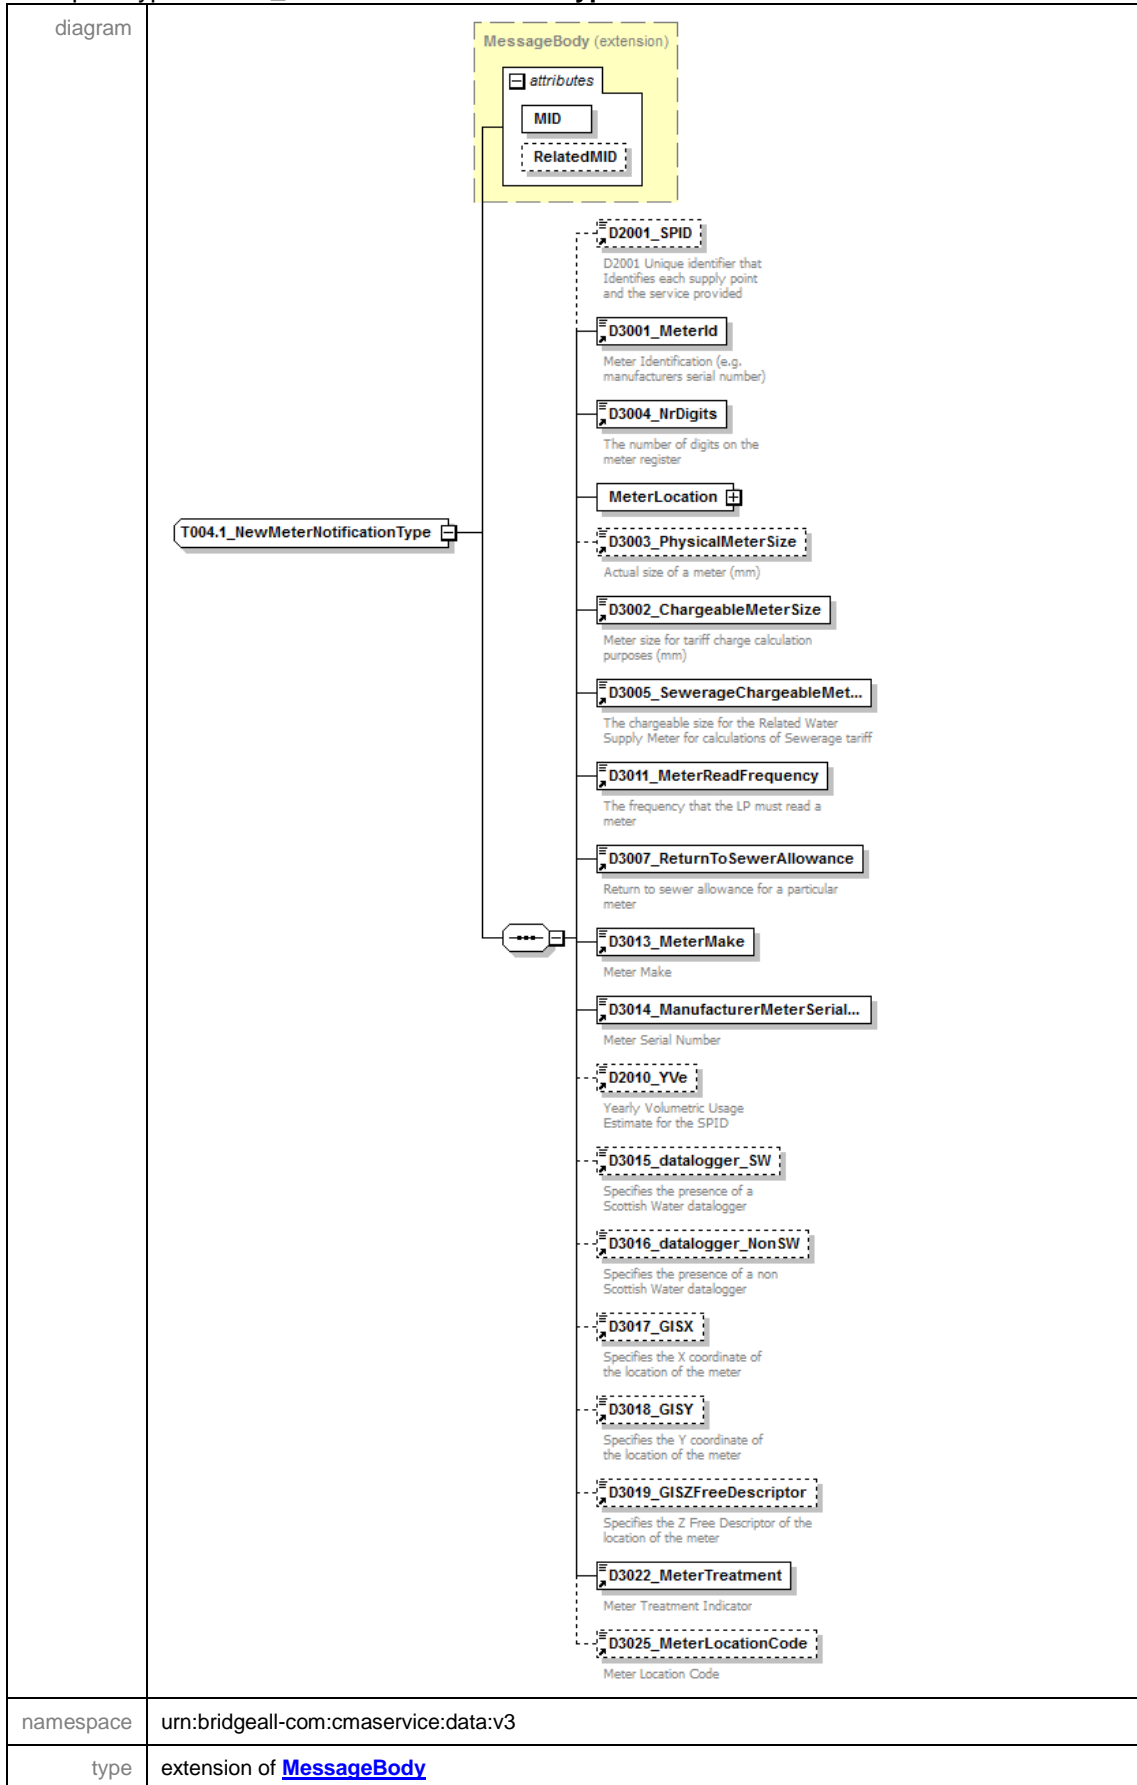 diagram
MessageBody (extension)
attributes
MID
RelatedMID
D2001_SPID
D2001 Unique identifier that
Identifies each supply point
and the service provided
D3001_MeterId
Meter Identification (e.g.
manufacturers serial number)
D3004_NrDigits
The number of digits on the
meter register
MeterLocation
T004.1_NewMeterNotificationType
D3003_PhysicalMeterSize
Actual size of a meter (mm)
D3002_ChargeableMeterSize
Meter size for tariff charge calculation
purposes (mm)
D3005_SewerageChargeableMet...
The chargeable size for the Related Water
Supply Meter for calculations of Sewerage tariff
D3011_MeterReadFrequency
The frequency that the LP must read a
meter
D3007_ReturnToSewerAllowance
Return to sewer allowance for a particular
meter
D3013_MeterMake
Meter Make
D3014_ManufacturerMeterSerial...
Meter Serial Number
D2010_YVe
Yearly Volumetric Usage
Estimate for the SPID
D3015_datalogger_SW
Specifies the presence of a
Scottish Water datalogger
D3016_datalogger_NonSW
Specifies the presence of a non
Scottish Water datalogger
D3017_GISX
Specifies the X coordinate of
the location of the meter
D3018_GISY
Specifies the Y coordinate of
the location of the meter
D3019_GISZFreeDescriptor
Specifies the Z Free Descriptor of the
location of the meter
D3022_MeterTreatment
Meter Treatment Indicator
D3025_MeterLocationCode
Meter Location Code
namespace urn:bridgeall-com:cmaservice:data:v3
type extension of MessageBody